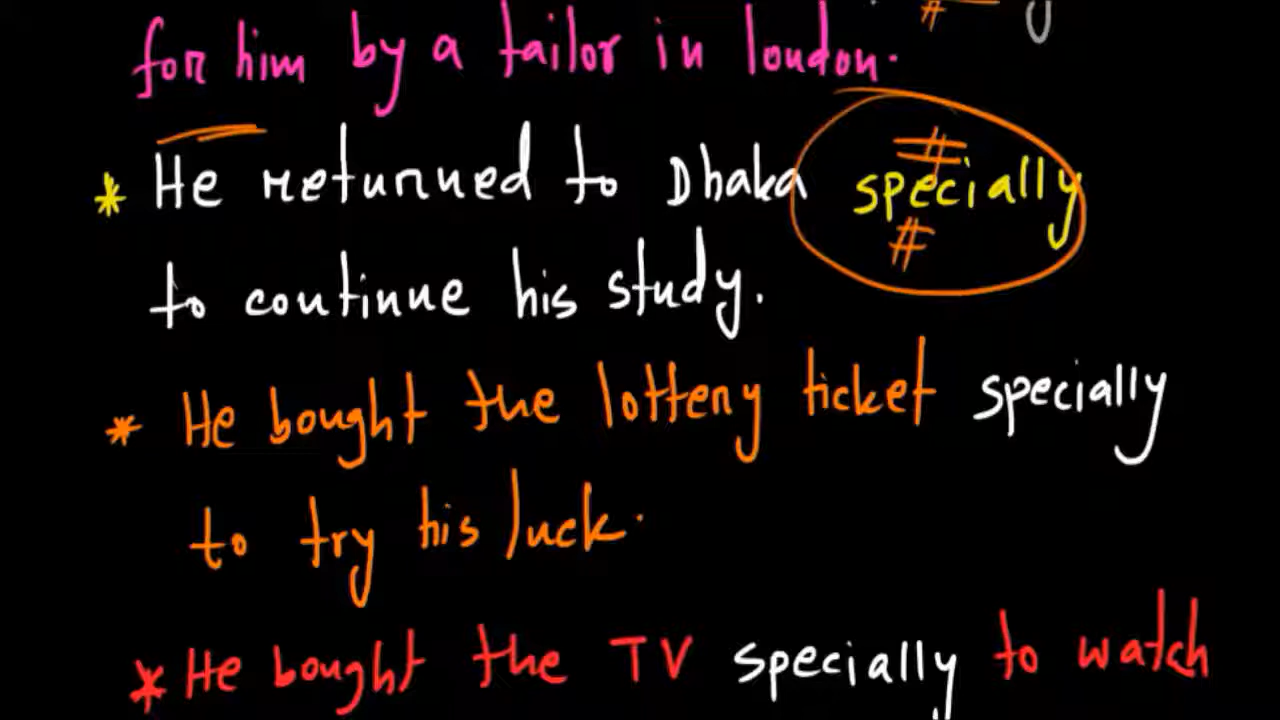 for him by a tailor in london.
* He returned to Dhaka specially
to continue his study.
* He bought the lottery ticket specially
to try his luck.
* He bought the TV specially to watch